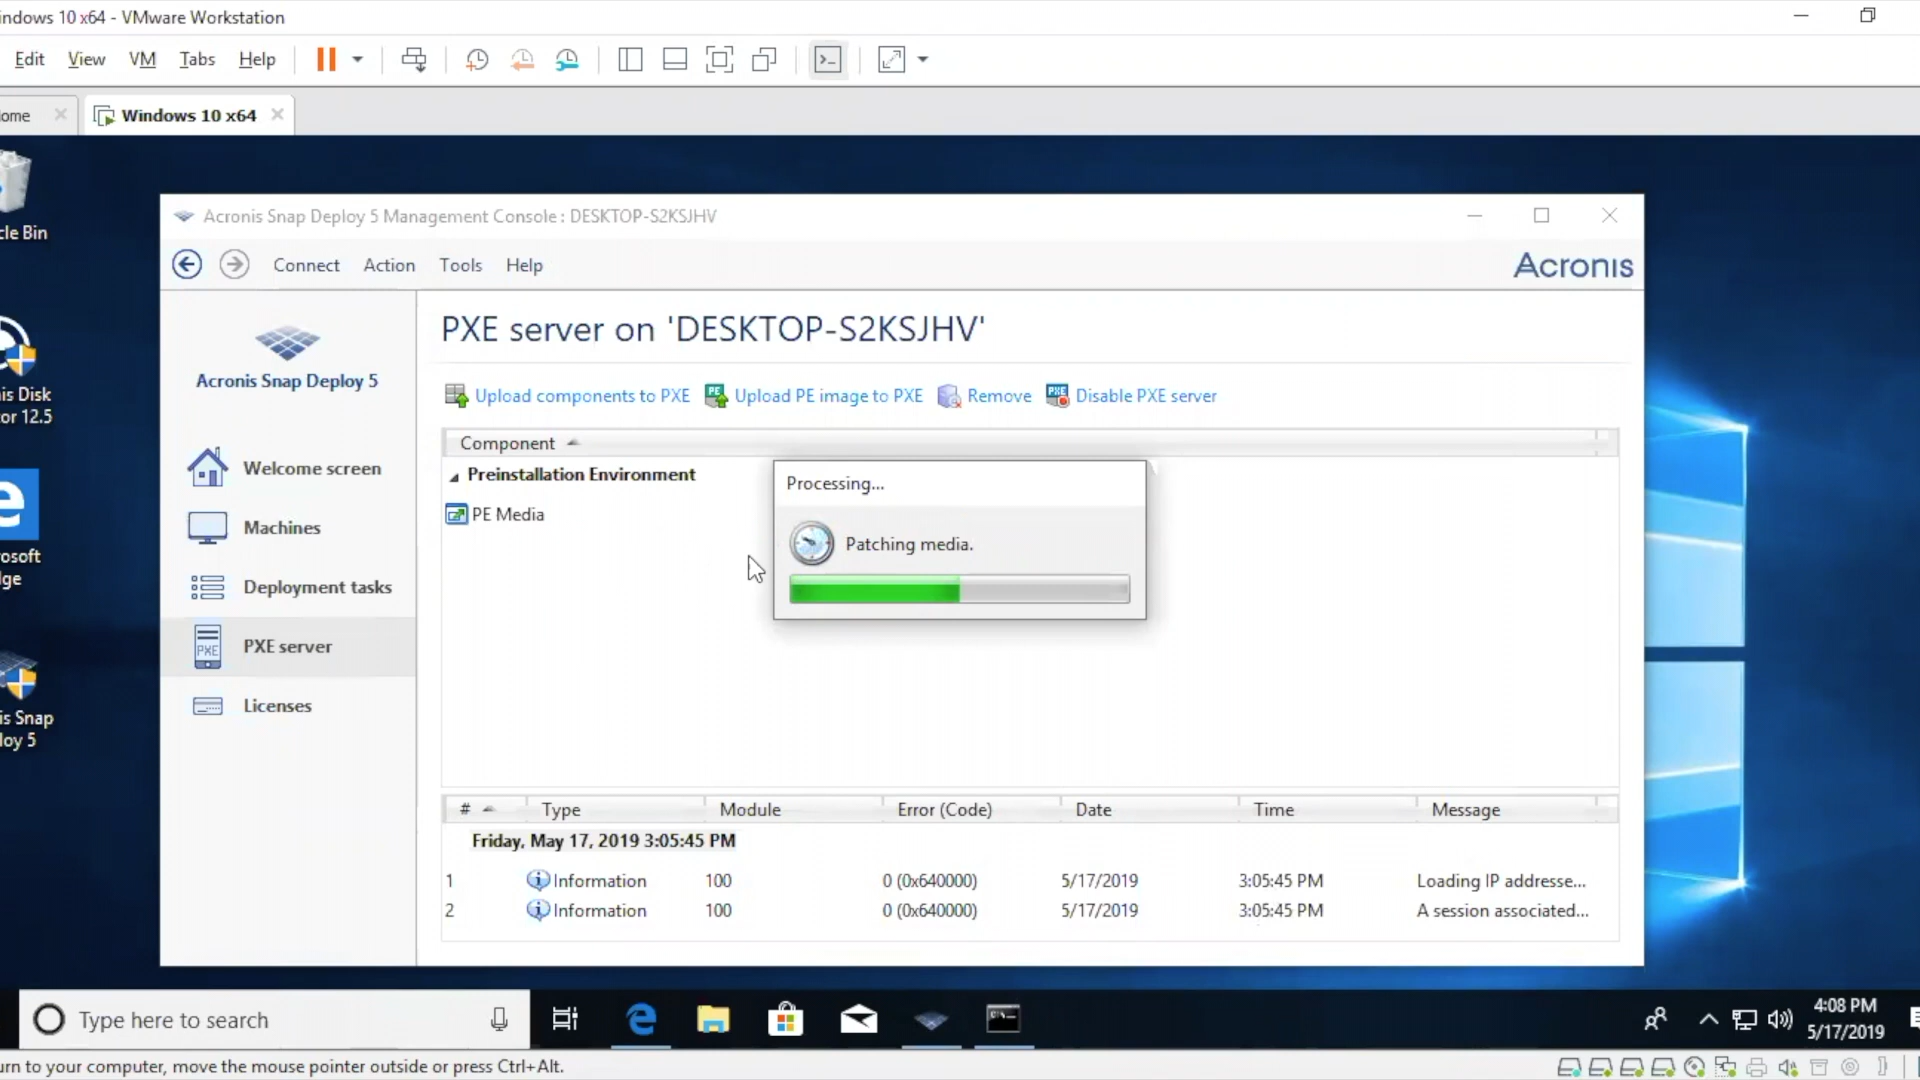 indows 10 x64 - VMware Workstation
Edit View VM Tabs Help
ome
Windows 10 x64
cle Bin
Acronis Snap Deploy 5 Management Console : DESKTOP-S2KSJHV
Connect Action Tools Help
Acronis
PXE server on 'DESKTOP-S2KSJHV'
Acronis Snap Deploy 5
Upload components to PXE
PE
Upload PE image to PXE
Remove
PXE
Disable PXE server
is Disk
or 12.5
Component
Welcome screen
Preinstallation Environment
Processing...
PE Media
Machines
Patching media.
rosoft
ge
Deployment tasks
PXE
PXE server
Licenses
is Snap
loy 5
# Type Module Error (Code) Date Time Message
Friday, May 17, 2019 3:05:45 PM
1 Information 100 0 (0x640000) 5/17/2019 3:05:45 PM Loading IP addresse...
2 Information 100 0 (0x640000) 5/17/2019 3:05:45 PM A session associated...
Type here to search
4:08 PM
5/17/2019
urn to your computer, move the mouse pointer outside or press Ctrl+Alt.